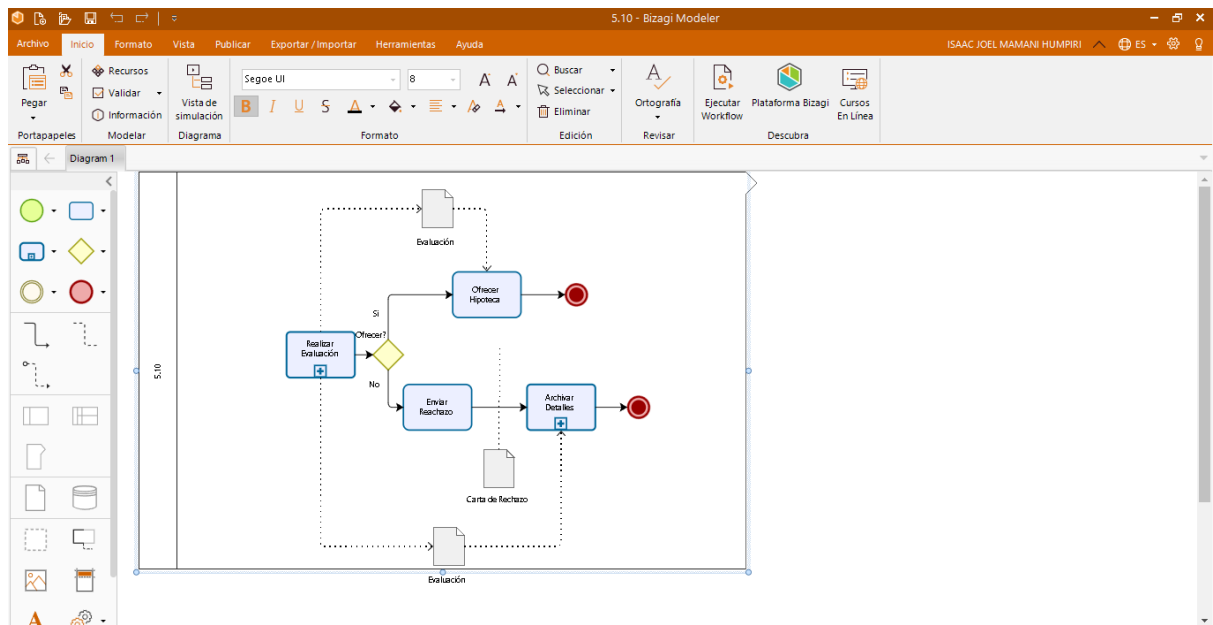 5.10 - Bizagi Modeler
Archivo Inicio Formato Vista Publicar Exportar / Importar Herramientas Ayuda ISAAC JOEL MAMANI HUMPIRI ES
Pegar
Recursos
Validar
Información
Vista de
simulación
Segoe UI 8
B I U S A
A A
A
Buscar
Seleccionar
Eliminar
Ortografía
Ejecutar
Workflow
Plataforma Bizagi
Cursos
En Línea
Portapapeles Modelar Diagrama Formato Edición Revisar Descubra
Diagram 1
5.10
Evaluación
Ofrecer
Hipoteca
Si
Ofrecer?
Realizar
Evaluación
No
Enviar
Reachazo
Archivar
Detalles
Carta de Rechazo
Evaluación
A